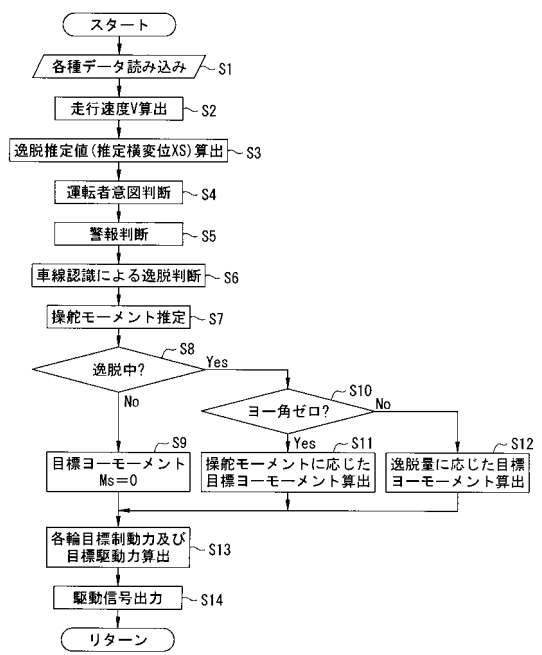 スタート
各種データ読み込み
S1
走行速度V算出
S2
逸脱推定値(推定横変位XS)算出
S3
運転者意図判断
S4
警報判断
S5
車線認識による逸脱判断
S6
操舵モーメント推定
S7
逸脱中?
S8
Yes
No
ヨー角ゼロ?
S10
No
Yes
目標ヨーモーメント
Ms=0
S9
操舵モーメントに応じた
目標ヨーモーメント算出
S11
逸脱量に応じた目標
ヨーモーメント算出
S12
各輪目標制動力及び
目標駆動力算出
S13
駆動信号出力
S14
リターン